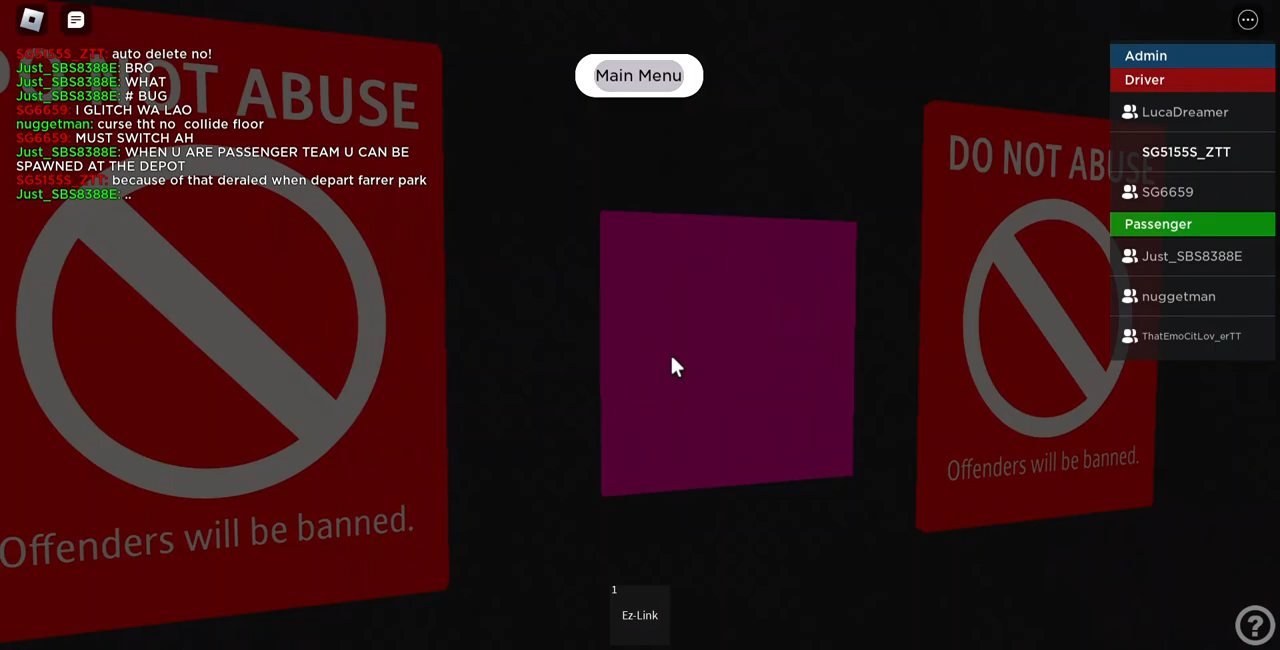 DO NOT ABUSE
SG5155S_ZTT: auto delete no!
Just_SBS8388E: BRO
Just_SBS8388E: WHAT
Just_SBS8388E: # BUG
SG6659: I GLITCH WA LAO
nuggetman: curse tht no  collide floor
SG6659: MUST SWITCH AH
Just_SBS8388E: WHEN U ARE PASSENGER TEAM U CAN BE
SPAWNED AT THE DEPOT
SG5155S_ZTT: because of that deraled when depart farrer park
Just_SBS8388E: ..
Offenders will be banned.
Main Menu
DO NOT ABUSE
Offenders will be banned.
Admin
Driver
LucaDreamer
SG5155S_ZTT
SG6659
Passenger
Just_SBS8388E
nuggetman
ThatEmoCitLov_erTT
1
Ez-Link
?